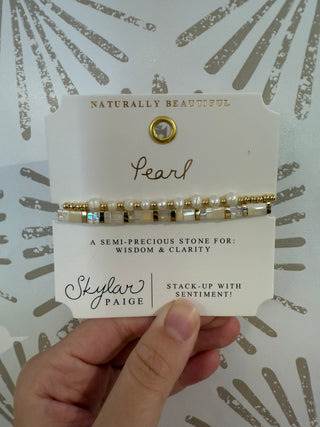 NATURALLY BEAUTIFUL
Pearl
A SEMI-PRECIOUS STONE FOR:
WISDOM & CLARITY
Skylar
PAIGE
STACK-UP WITH
SENTIMENT!